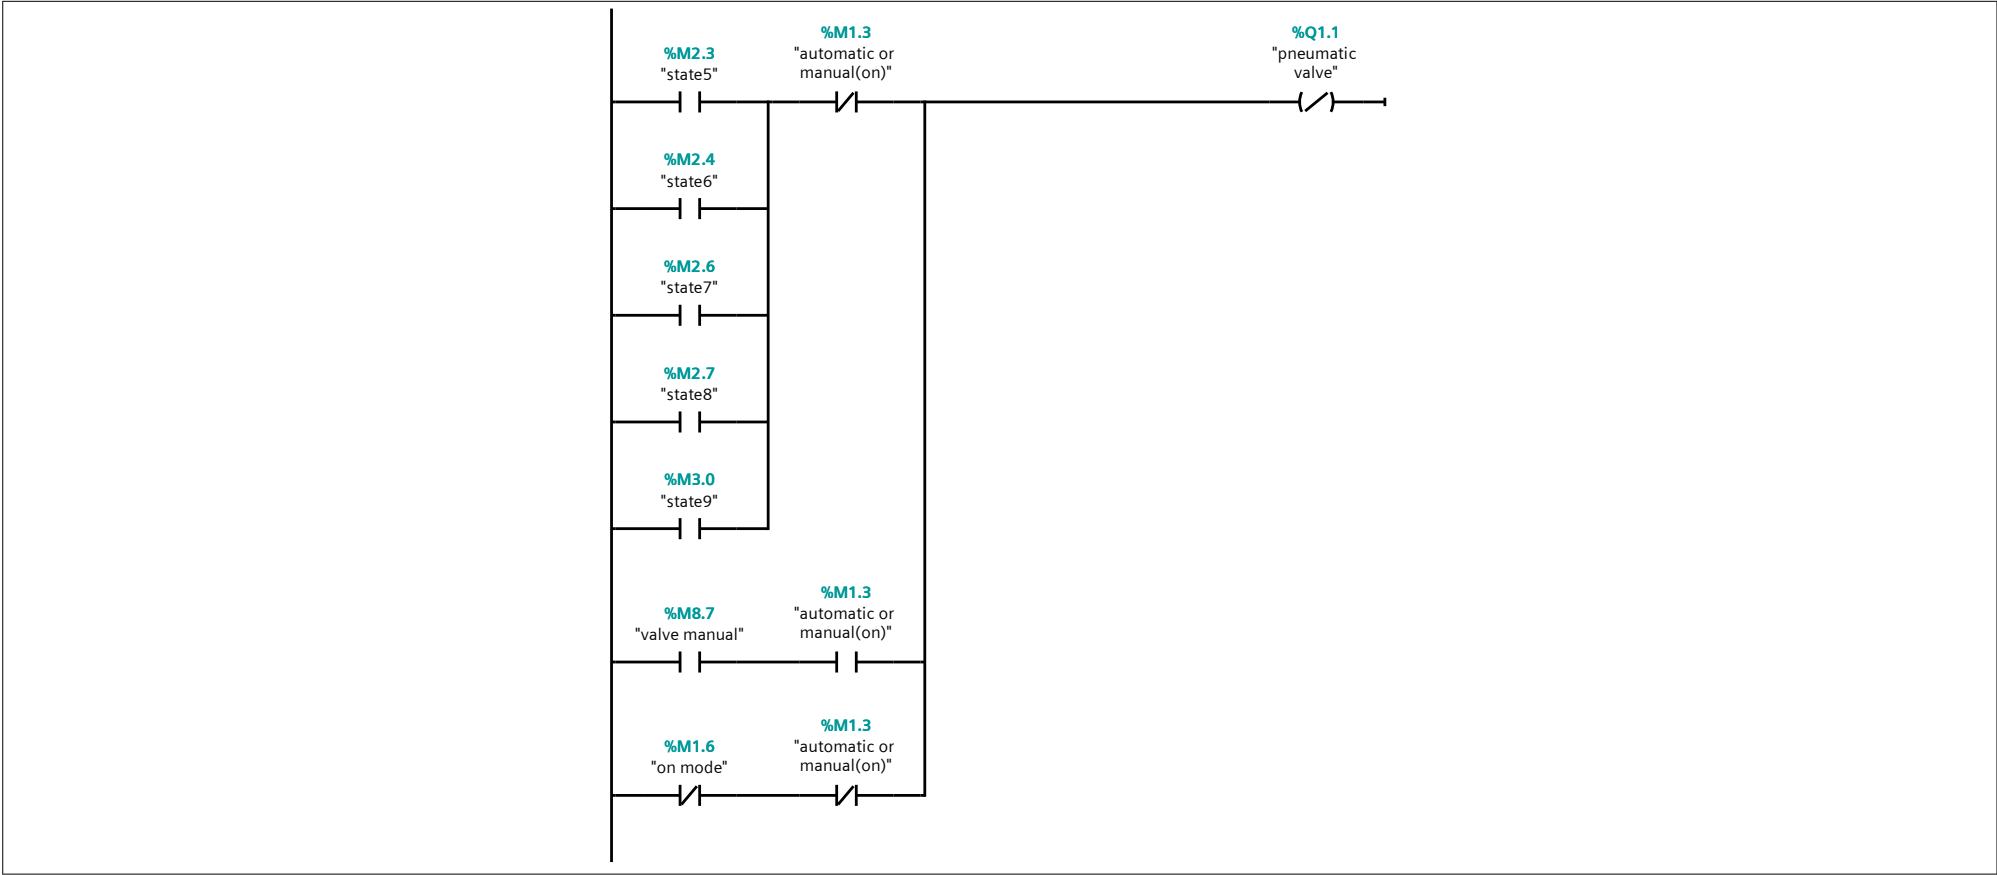 %M2.3
"state5"
%M1.3
"automatic or
manual(on)"
%Q1.1
"pneumatic
valve"
%M2.4
"state6"
%M2.6
"state7"
%M2.7
"state8"
%M3.0
"state9"
%M8.7
"valve manual"
%M1.3
"automatic or
manual(on)"
%M1.6
"on mode"
%M1.3
"automatic or
manual(on)"